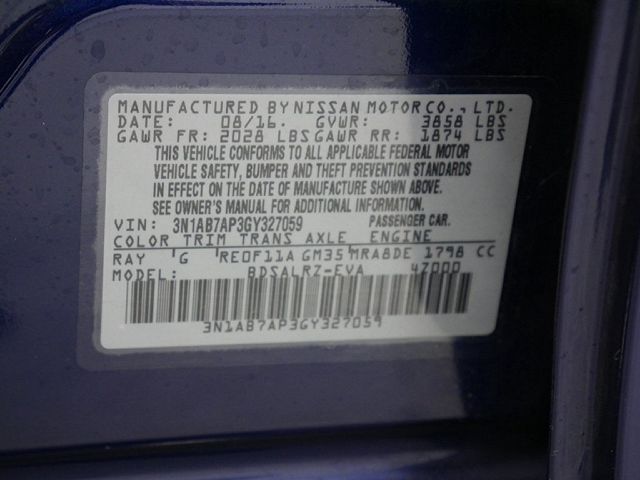 MANUFACTURED BY NISSAN MOTOR CO., LTD.
DATE: 08/16. GVWR: 3858 LBS
GAWR FR: 2028 LBS GAWR RR: 1874 LBS
THIS VEHICLE CONFORMS TO ALL APPLICABLE FEDERAL MOTOR
VEHICLE SAFETY, BUMPER AND THEFT PREVENTION STANDARDS
IN EFFECT ON THE DATE OF MANUFACTURE SHOWN ABOVE.
SEE OWNER'S MANUAL FOR ADDITIONAL INFORMATION.
VIN: 3N1AB7AP3GY327059 PASSENGER CAR.
COLOR TRIM TRANS AXLE ENGINE
RAY G RE0F11A GM35 MRA8DE 1798 CC
MODEL: BDSALRZ-EVA 4Z000
3N1AB7AP3GY327059